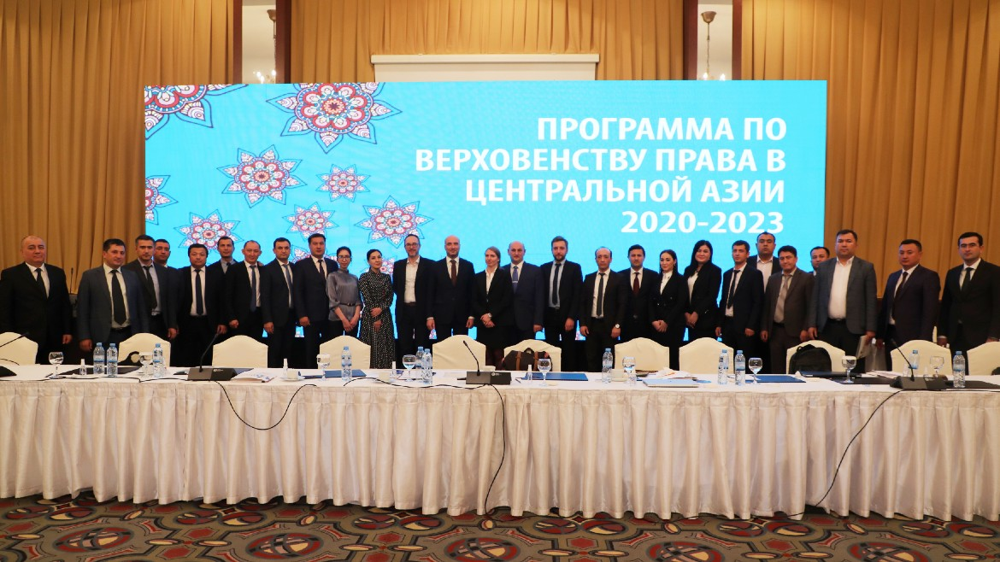 ПРОГРАММА ПО
ВЕРХОВЕНСТВУ ПРАВА В
ЦЕНТРАЛЬНОЙ АЗИИ
2020-2023